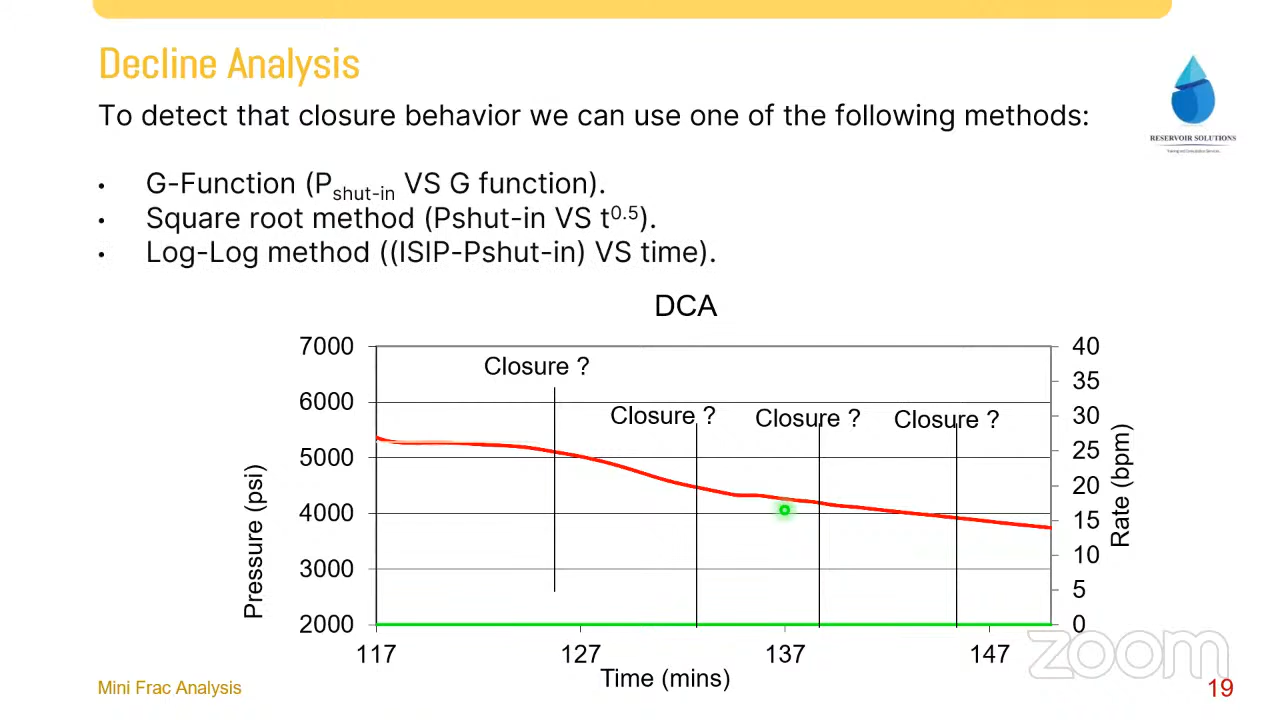 Decline Analysis
To detect that closure behavior we can use one of the following methods:
RESERVOIR SOLUTIONS
• G-Function (Pshut-in VS G function).
• Square root method (Pshut-in VS t0.5).
• Log-Log method ((ISIP-Pshut-in) VS time).
DCA
7000
6000
5000
4000
3000
2000
Pressure (psi)
Closure ?
Closure ?
Closure ?
Closure ?
40
35
30
25
20
15
10
5
0
Rate (bpm)
117 127 137 147
Time (mins)
zoom
Mini Frac Analysis
19